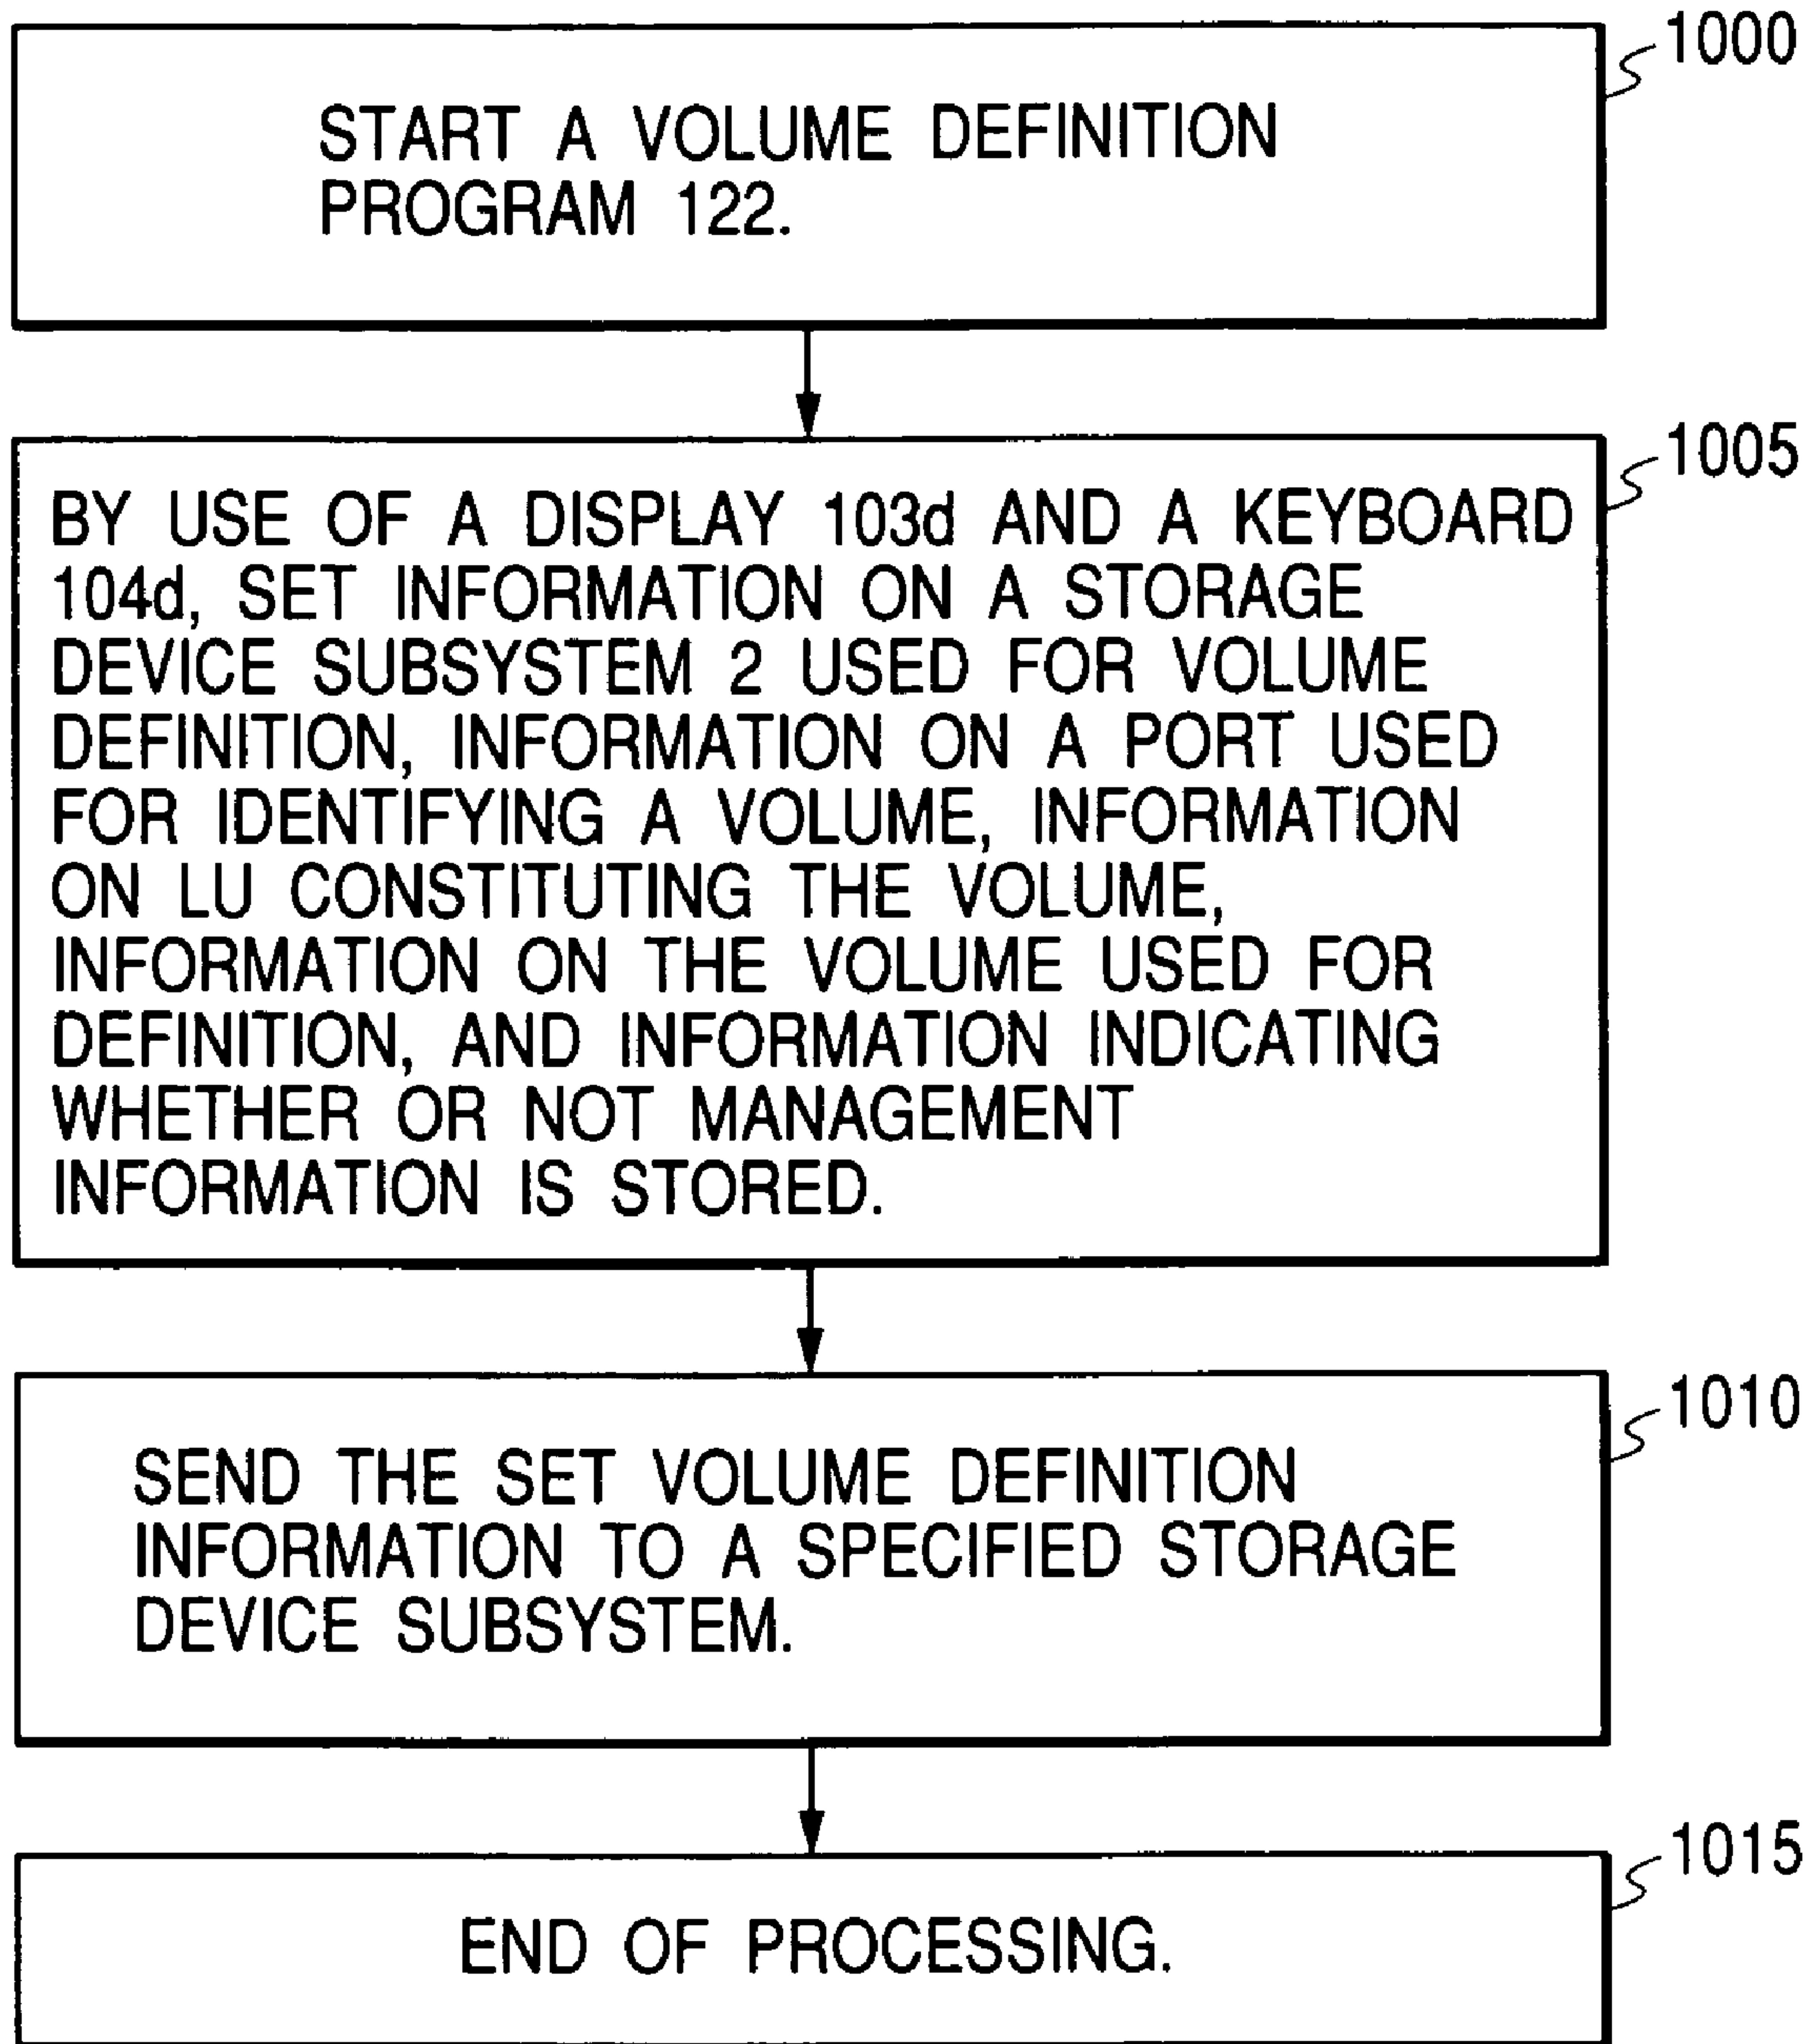 1000
START A VOLUME DEFINITION
PROGRAM 122.
1005
BY USE OF A DISPLAY 103d AND A KEYBOARD
104d, SET INFORMATION ON A STORAGE
DEVICE SUBSYSTEM 2 USED FOR VOLUME
DEFINITION, INFORMATION ON A PORT USED
FOR IDENTIFYING A VOLUME, INFORMATION
ON LU CONSTITUTING THE VOLUME,
INFORMATION ON THE VOLUME USED FOR
DEFINITION, AND INFORMATION INDICATING
WHETHER OR NOT MANAGEMENT
INFORMATION IS STORED.
1010
SEND THE SET VOLUME DEFINITION
INFORMATION TO A SPECIFIED STORAGE
DEVICE SUBSYSTEM.
1015
END OF PROCESSING.